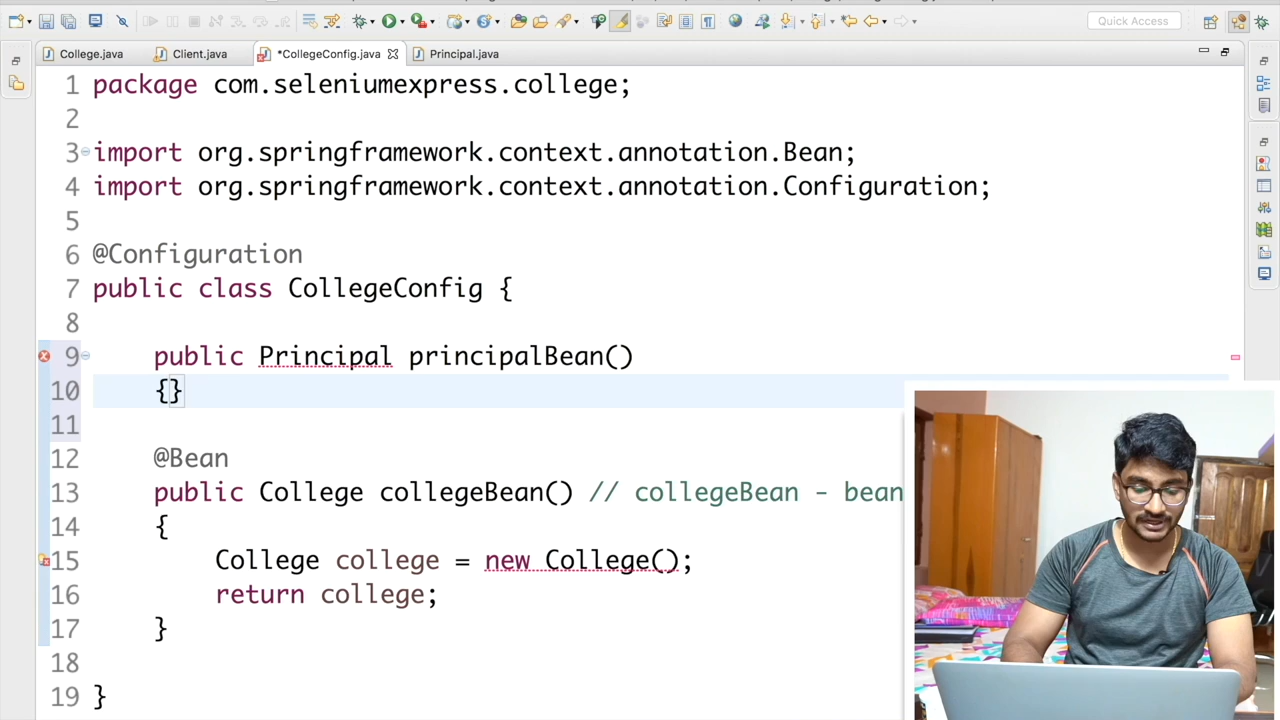 Quick Access
College.java
Client.java
*CollegeConfig.java
Principal.java
1 package com.seleniumexpress.college;
2
3 import org.springframework.context.annotation.Bean;
4 import org.springframework.context.annotation.Configuration;
5
6 @Configuration
7 public class CollegeConfig {
8
9 public Principal principalBean()
10 {}
11
12 @Bean
13 public College collegeBean() // collegeBean - bean
14 {
15 College college = new College();
16 return college;
17 }
18
19 }